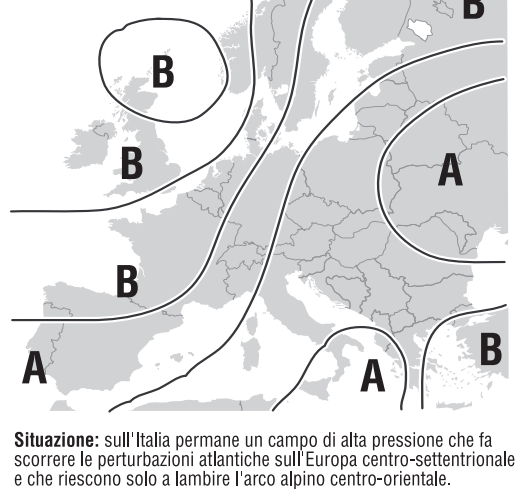 B
B
B
A
B
A
A
B
Situazione: sull'Italia permane un campo di alta pressione che fa
scorrere le perturbazioni atlantiche sull'Europa centro-settentrionale
e che riescono solo a lambire l'arco alpino centro-orientale.